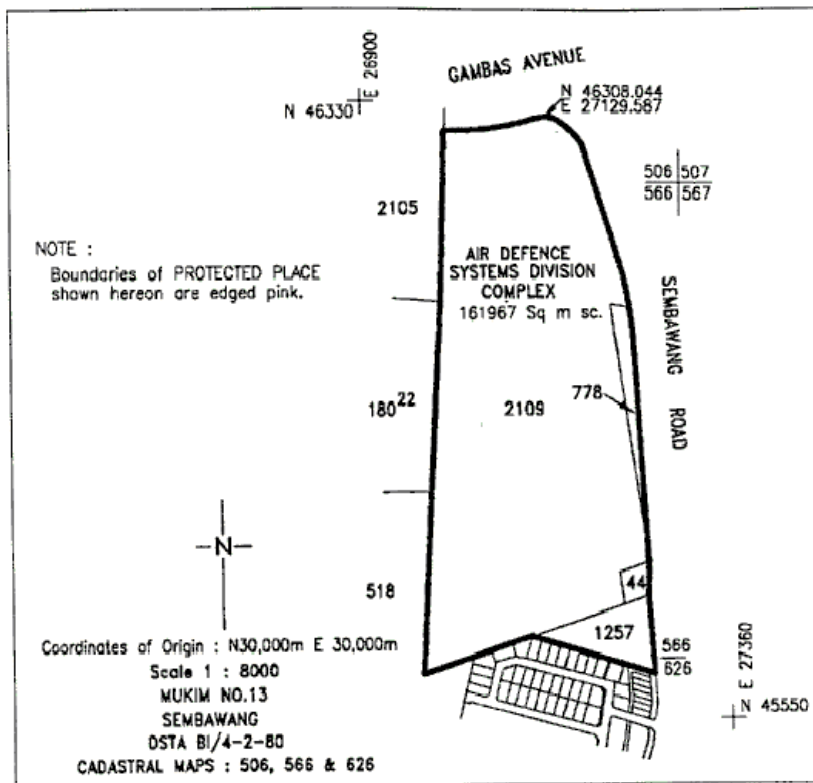 GAMBAS AVENUE
E 26900
N 46330
N 46308.044
E 27129.587
506 507
566 567
2105
NOTE :
Boundaries of PROTECTED PLACE
shown hereon are edged pink.
AIR DEFENCE
SYSTEMS DIVISION
COMPLEX
161967 Sq m sc.
SEMBAWANG ROAD
778
180²²
2109
N
518
44
1257
566
626
E 27360
N 45550
Coordinates of Origin : N30,000m E 30,000m
Scale 1 : 8000
MUKIM NO.13
SEMBAWANG
DSTA BI/4-2-80
CADASTRAL MAPS : 506, 566 & 626